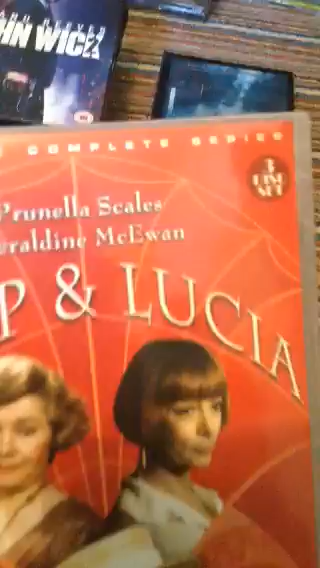 HN WICK
COMPLETE SERIES
3
DISC
SET
Prunella Scales
eraldine McEwan
P & LUCIA